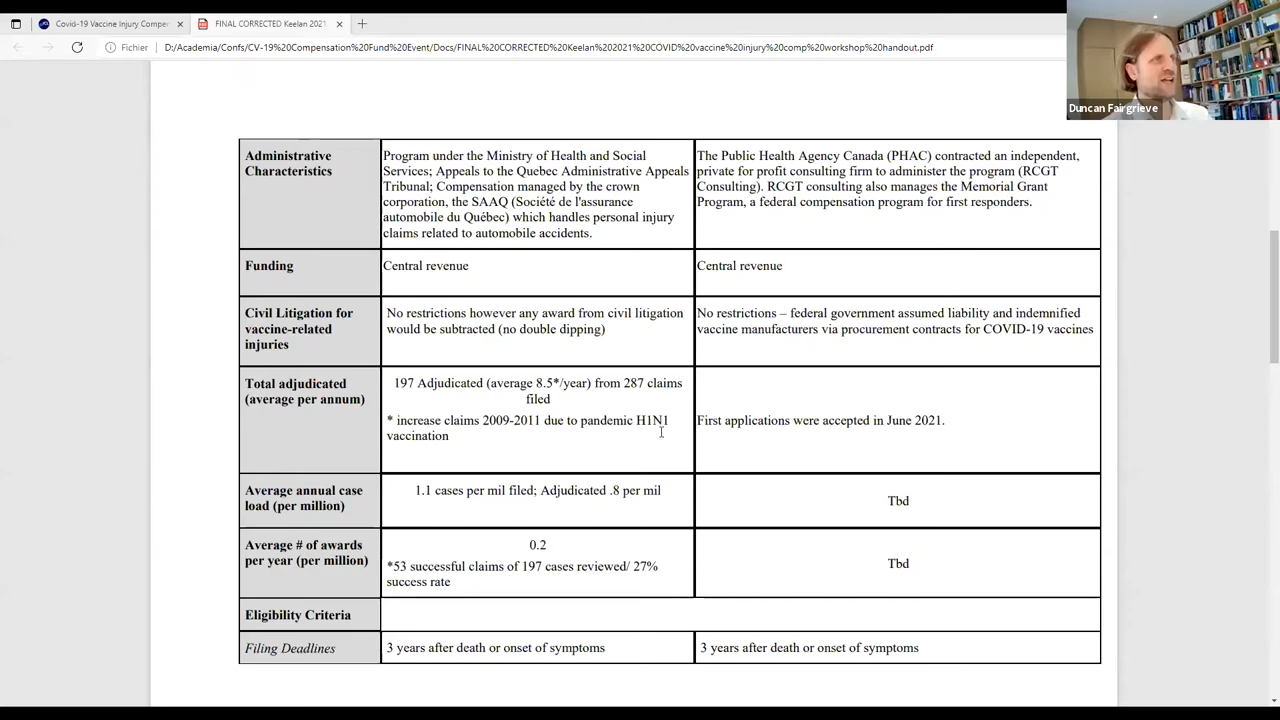 Covid-19 Vaccine Injury Compen
FINAL CORRECTED Keelan 2021
Fichier
D:/Academia/Confs/CV-19%20Compensation%20Fund%20Event/Docs/FINAL%20CORRECTED%20Keelan%202021%20COVID%20vaccine%20injury%20comp%20workshop%20handout.pdf
Duncan Fairgrieve
Administrative
Characteristics
Program under the Ministry of Health and Social
Services; Appeals to the Quebec Administrative Appeals
Tribunal; Compensation managed by the crown
corporation, the SAAQ (Société de l'assurance
automobile du Québec) which handles personal injury
claims related to automobile accidents.
The Public Health Agency Canada (PHAC) contracted an independent,
private for profit consulting firm to administer the program (RCGT
Consulting). RCGT consulting also manages the Memorial Grant
Program, a federal compensation program for first responders.
Funding
Central revenue
Central revenue
Civil Litigation for
vaccine-related
injuries
No restrictions however any award from civil litigation
would be subtracted (no double dipping)
No restrictions – federal government assumed liability and indemnified
vaccine manufacturers via procurement contracts for COVID-19 vaccines
Total adjudicated
(average per annum)
197 Adjudicated (average 8.5*/year) from 287 claims
filed
* increase claims 2009-2011 due to pandemic H1N1
vaccination
First applications were accepted in June 2021.
Average annual case
load (per million)
1.1 cases per mil filed; Adjudicated .8 per mil
Tbd
Average # of awards
per year (per million)
0.2
*53 successful claims of 197 cases reviewed/ 27%
success rate
Tbd
Eligibility Criteria
Filing Deadlines
3 years after death or onset of symptoms
3 years after death or onset of symptoms